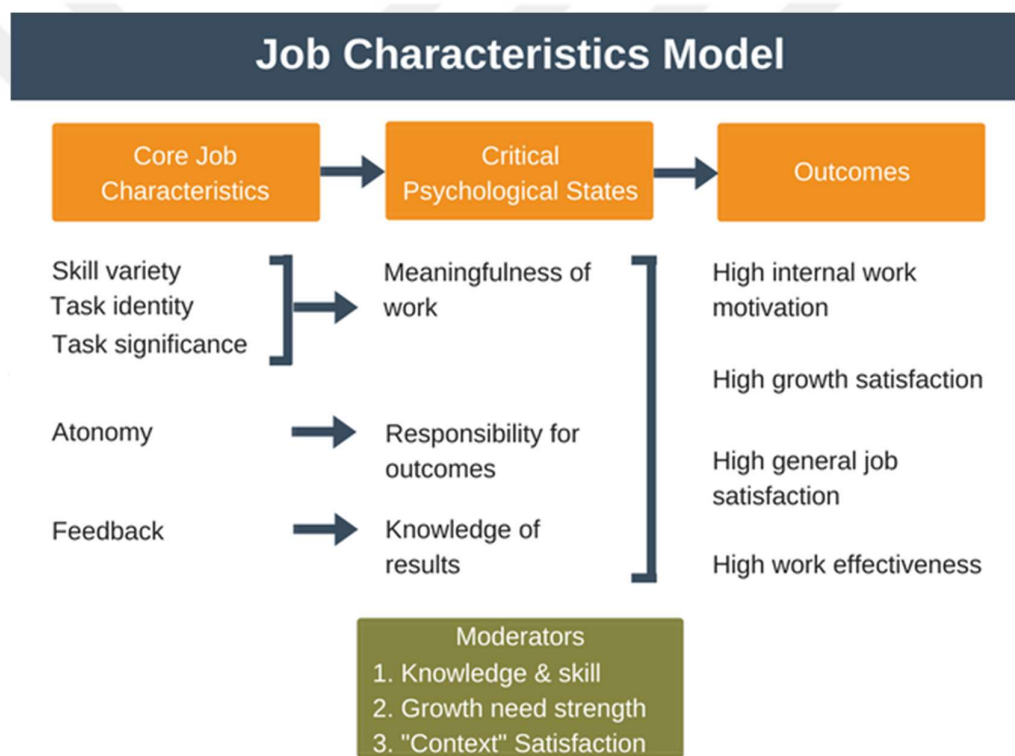 Job Characteristics Model
Core Job
Characteristics
Critical
Psychological States
Outcomes
Skill variety
Task identity
Task significance
Meaningfulness of
work
High internal work
motivation
High growth satisfaction
Atonomy
Responsibility for
outcomes
High general job
satisfaction
Feedback
Knowledge of
results
High work effectiveness
Moderators
1. Knowledge & skill
2. Growth need strength
3. "Context" Satisfaction